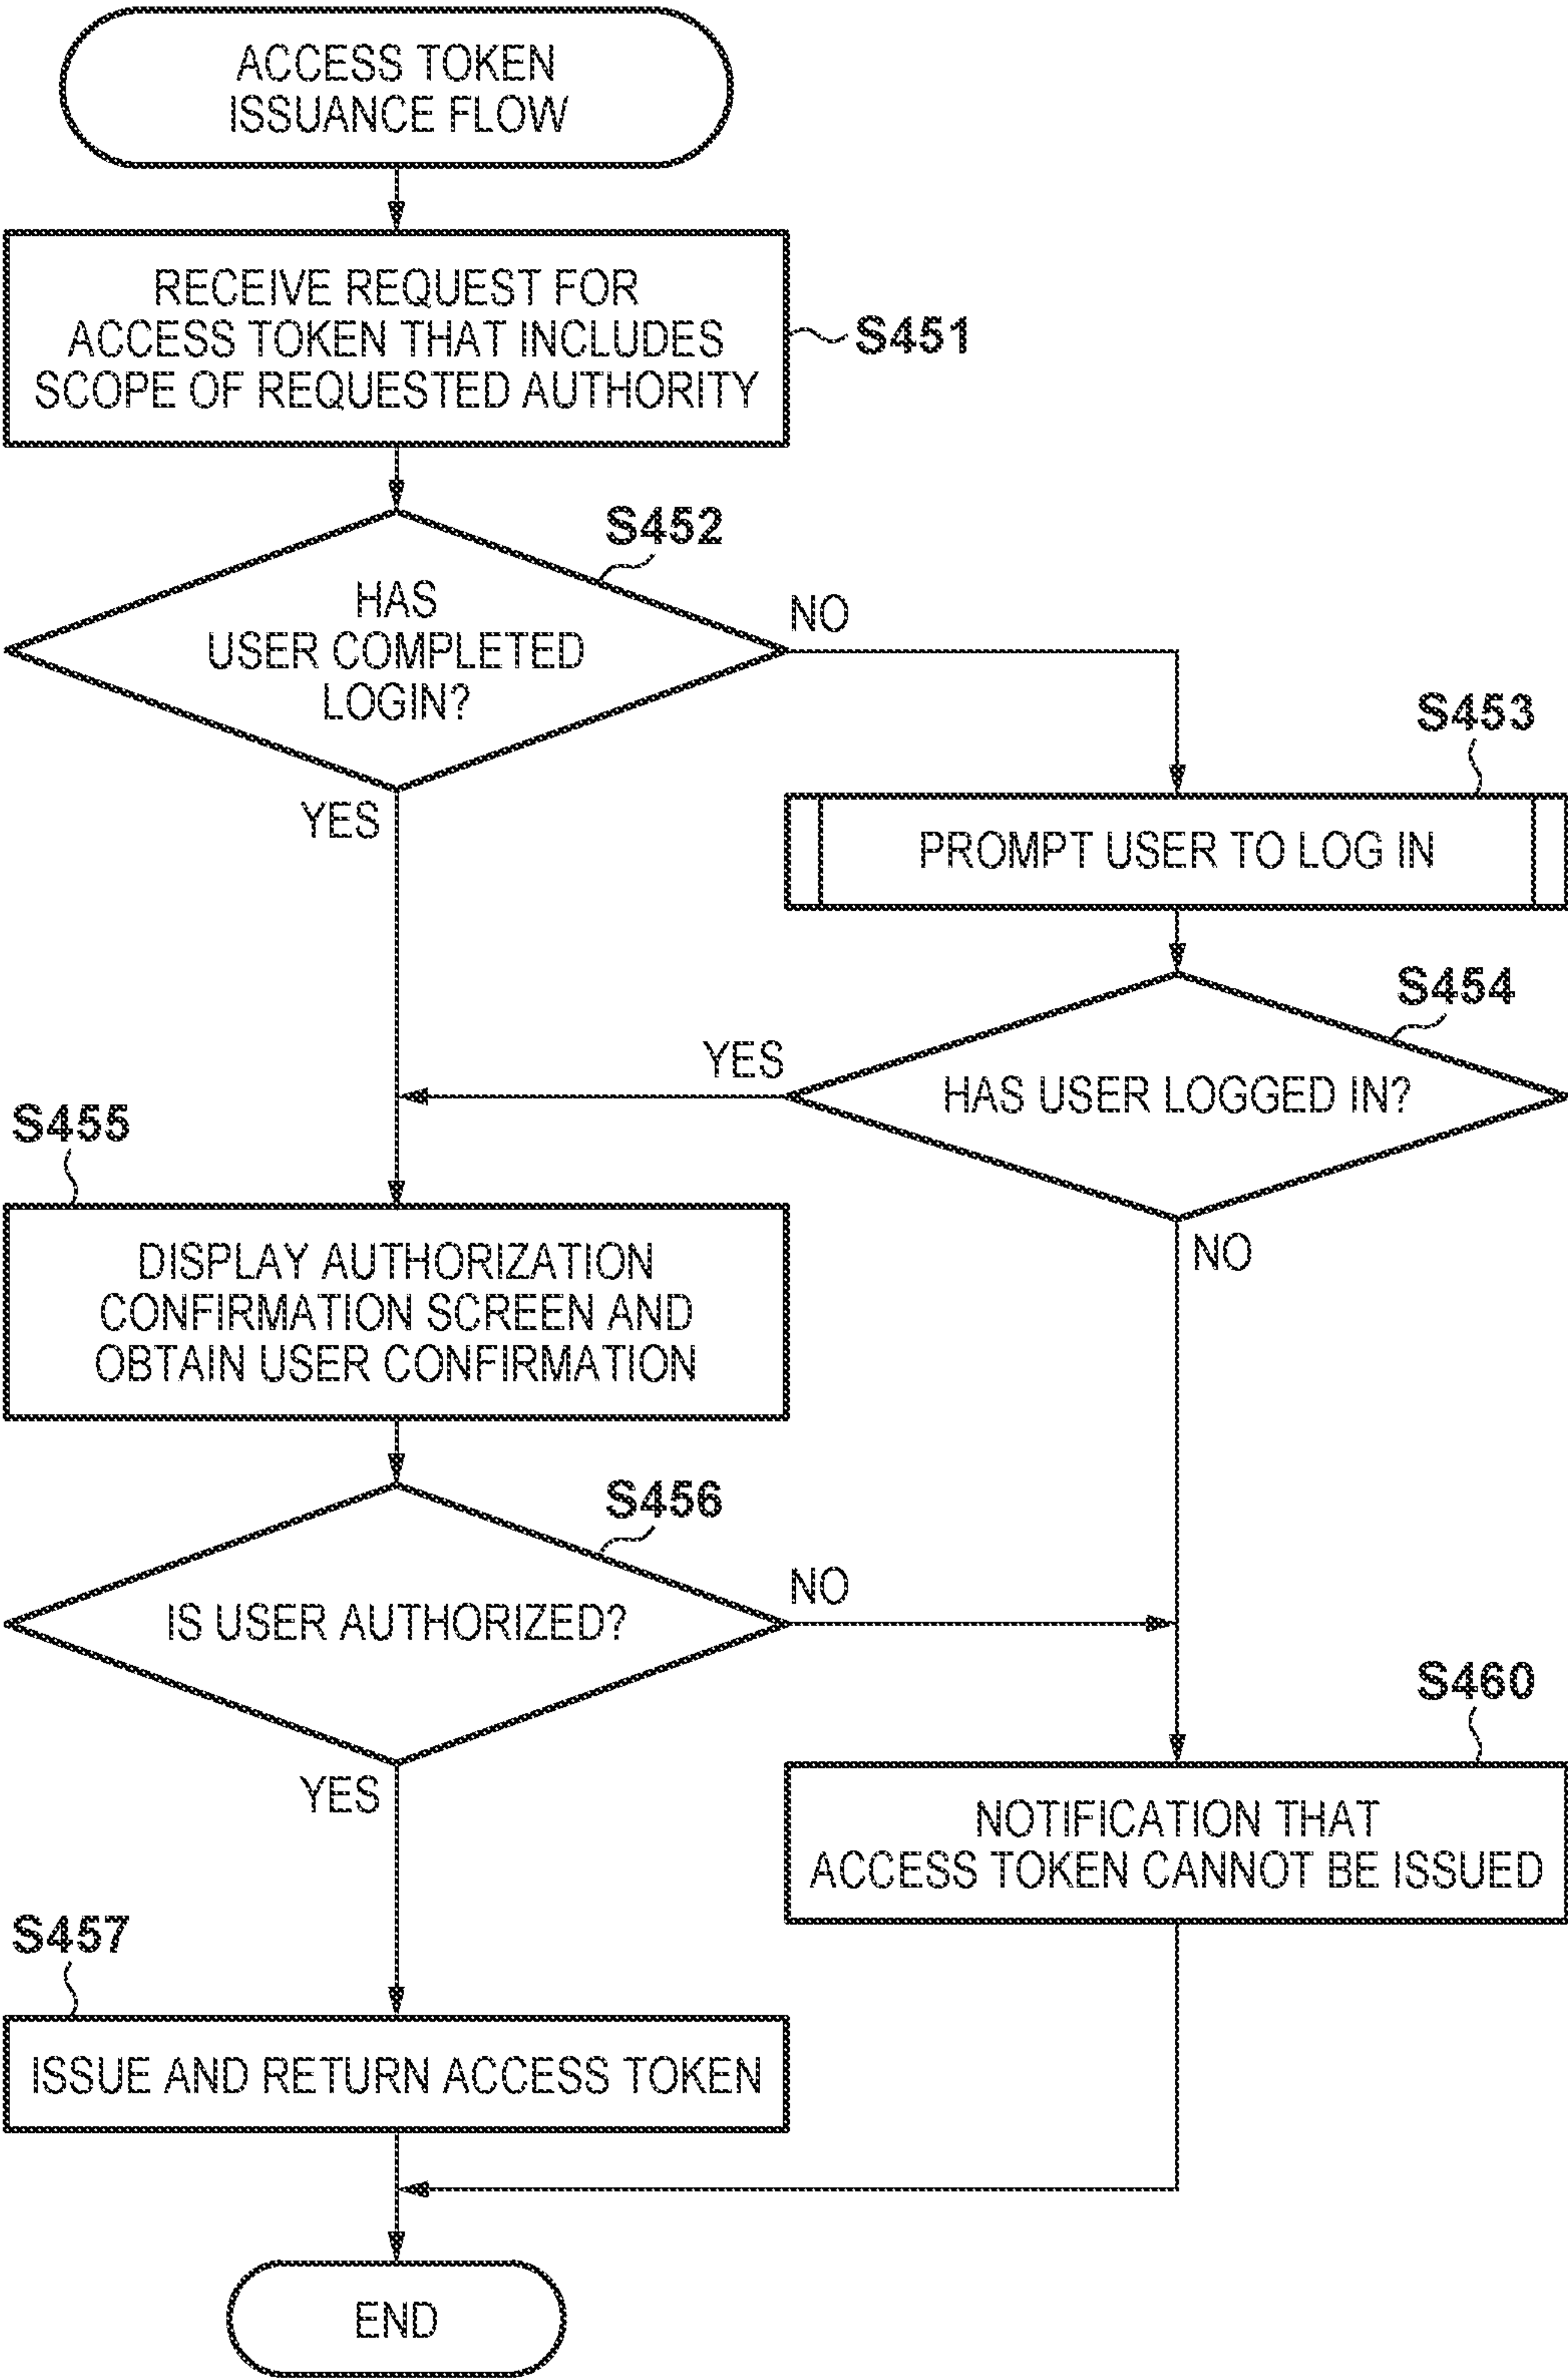 ACCESS TOKEN
ISSUANCE FLOW
RECEIVE REQUEST FOR
ACCESS TOKEN THAT INCLUDES
SCOPE OF REQUESTED AUTHORITY
S451
S452
HAS
USER COMPLETED
LOGIN?
NO
YES
S453
PROMPT USER TO LOG IN
S454
HAS USER LOGGED IN?
YES
NO
S455
DISPLAY AUTHORIZATION
CONFIRMATION SCREEN AND
OBTAIN USER CONFIRMATION
S456
IS USER AUTHORIZED?
NO
YES
S460
NOTIFICATION THAT
ACCESS TOKEN CANNOT BE ISSUED
S457
ISSUE AND RETURN ACCESS TOKEN
END